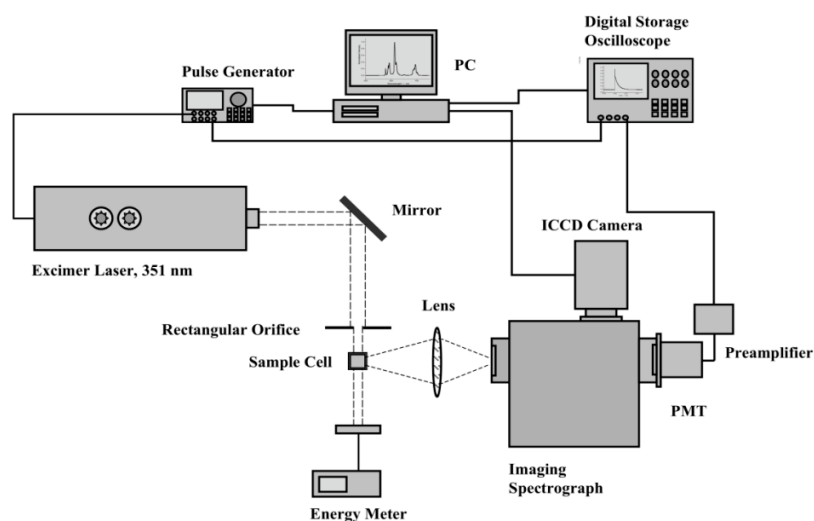 Digital Storage
Oscilloscope
PC
Pulse Generator
Mirror
ICCD Camera
Excimer Laser, 351 nm
Lens
Rectangular Orifice
Sample Cell
Preamplifier
PMT
Imaging
Spectrograph
Energy Meter